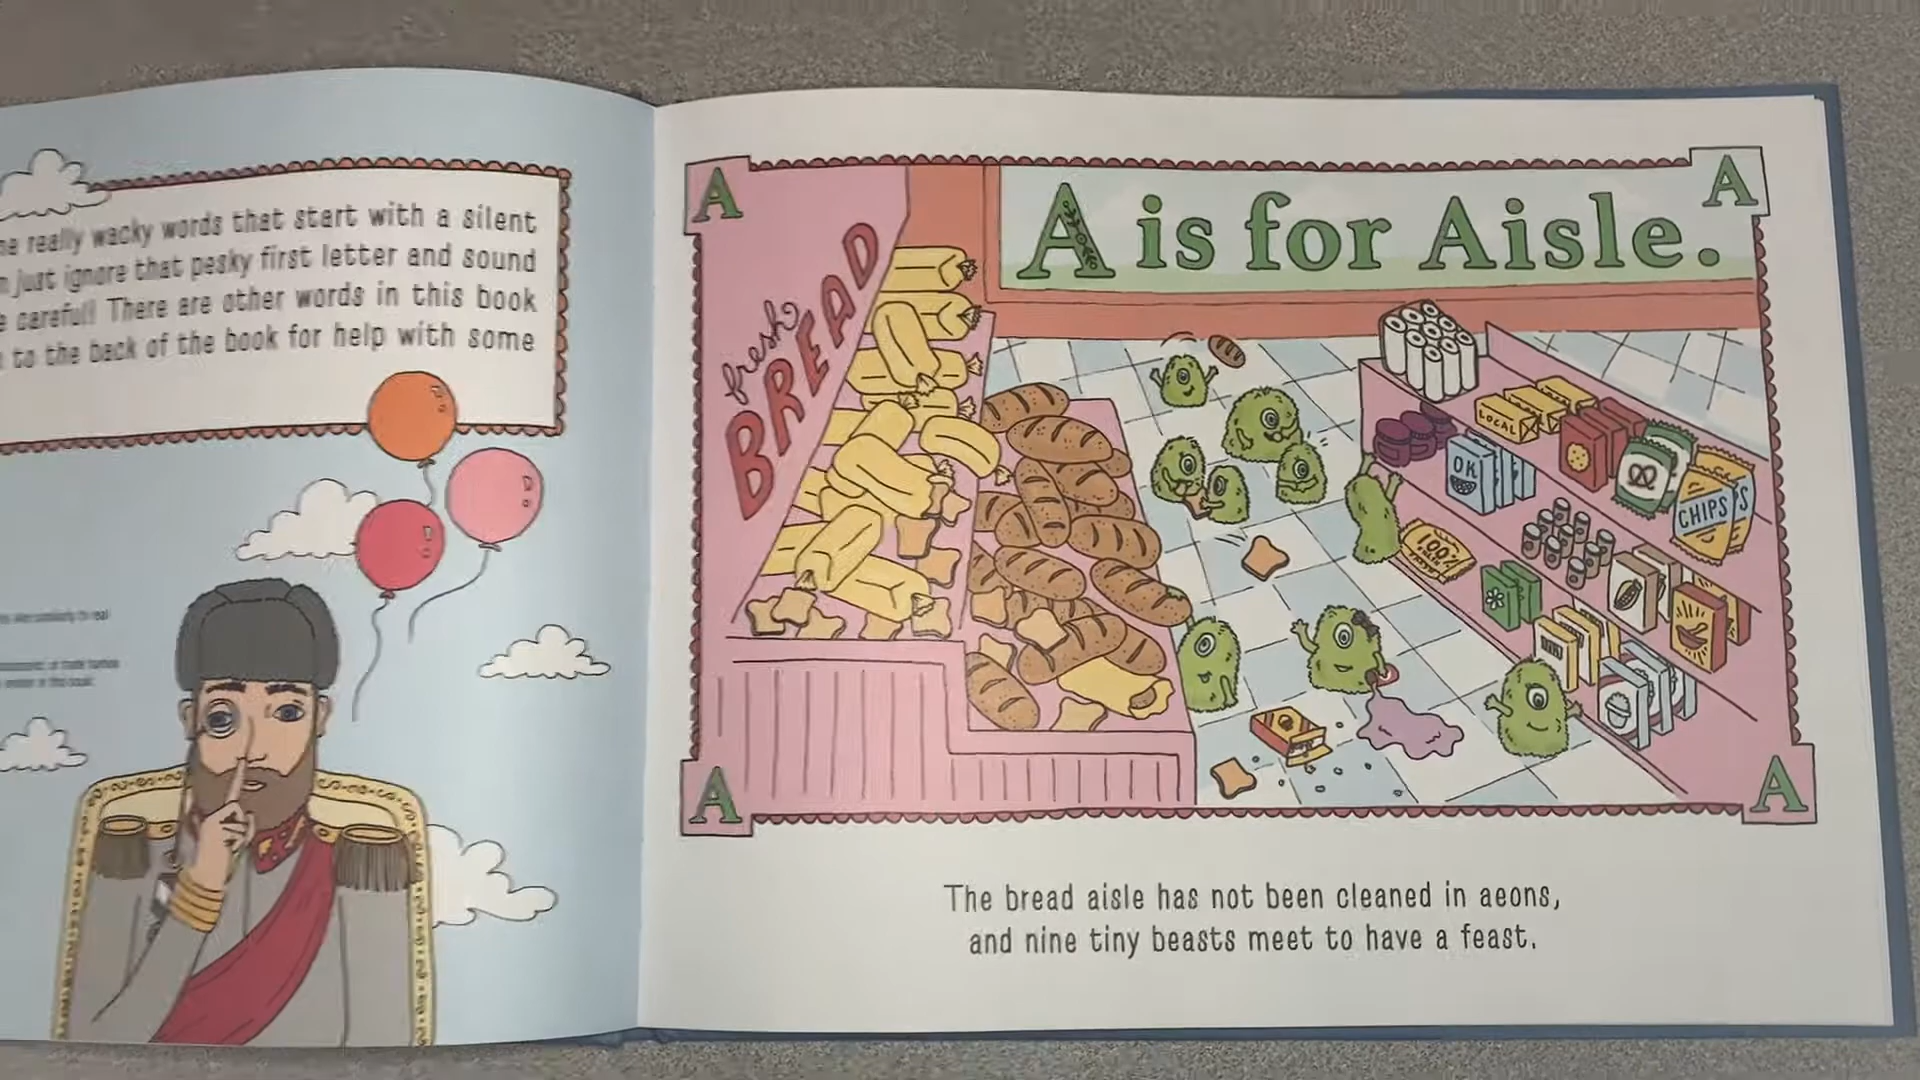 really wacky words that start with a silent
just ignore that pesky first letter and sound
careful! There are other words in this book
to the back of the book for help with some
A
A
A is for Aisle.
fresh
BREAD
LOCAL
OK
CHIPS
100%
A
A
The bread aisle has not been cleaned in aeons,
and nine tiny beasts meet to have a feast.